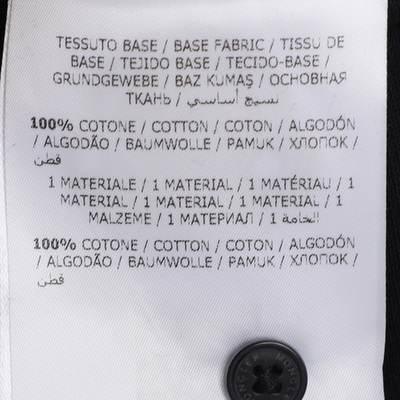 TESSUTO BASE / BASE FABRIC / TISSU DE
BASE / TEJIDO BASE / TECIDO-BASE /
GRUNDGEWEBE / BAZ KUMAŞ / ОСНОВНАЯ
ТКАНЬ / نسيج أساسي /
100% COTONE / COTTON / COTON / ALGODÓN
/ ALGODÃO / BAUMWOLLE / PAMUK / ХЛОПОК /
قطن
1 MATERIALE / 1 MATERIAL / 1 MATÉRIAU / 1
MATERIAL / 1 MATERIAL / 1 MATERIAL / 1
MALZEME / 1 МАТЕРИАЛ / 1 الخامة
100% COTONE / COTTON / COTON / ALGODÓN
/ ALGODÃO / BAUMWOLLE / PAMUK / ХЛОПОК /
قطن
MONCLER